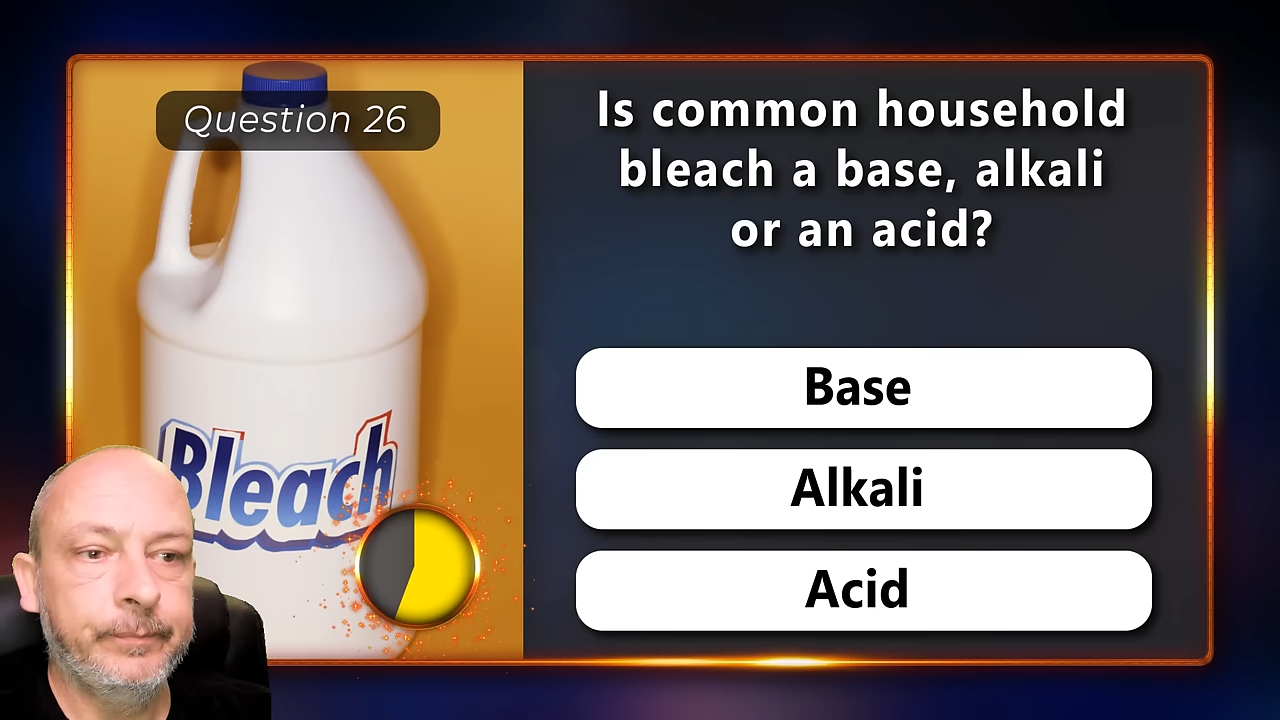 Question 26
Is common household
bleach a base, alkali
or an acid?
Bleach
Base
Alkali
Acid